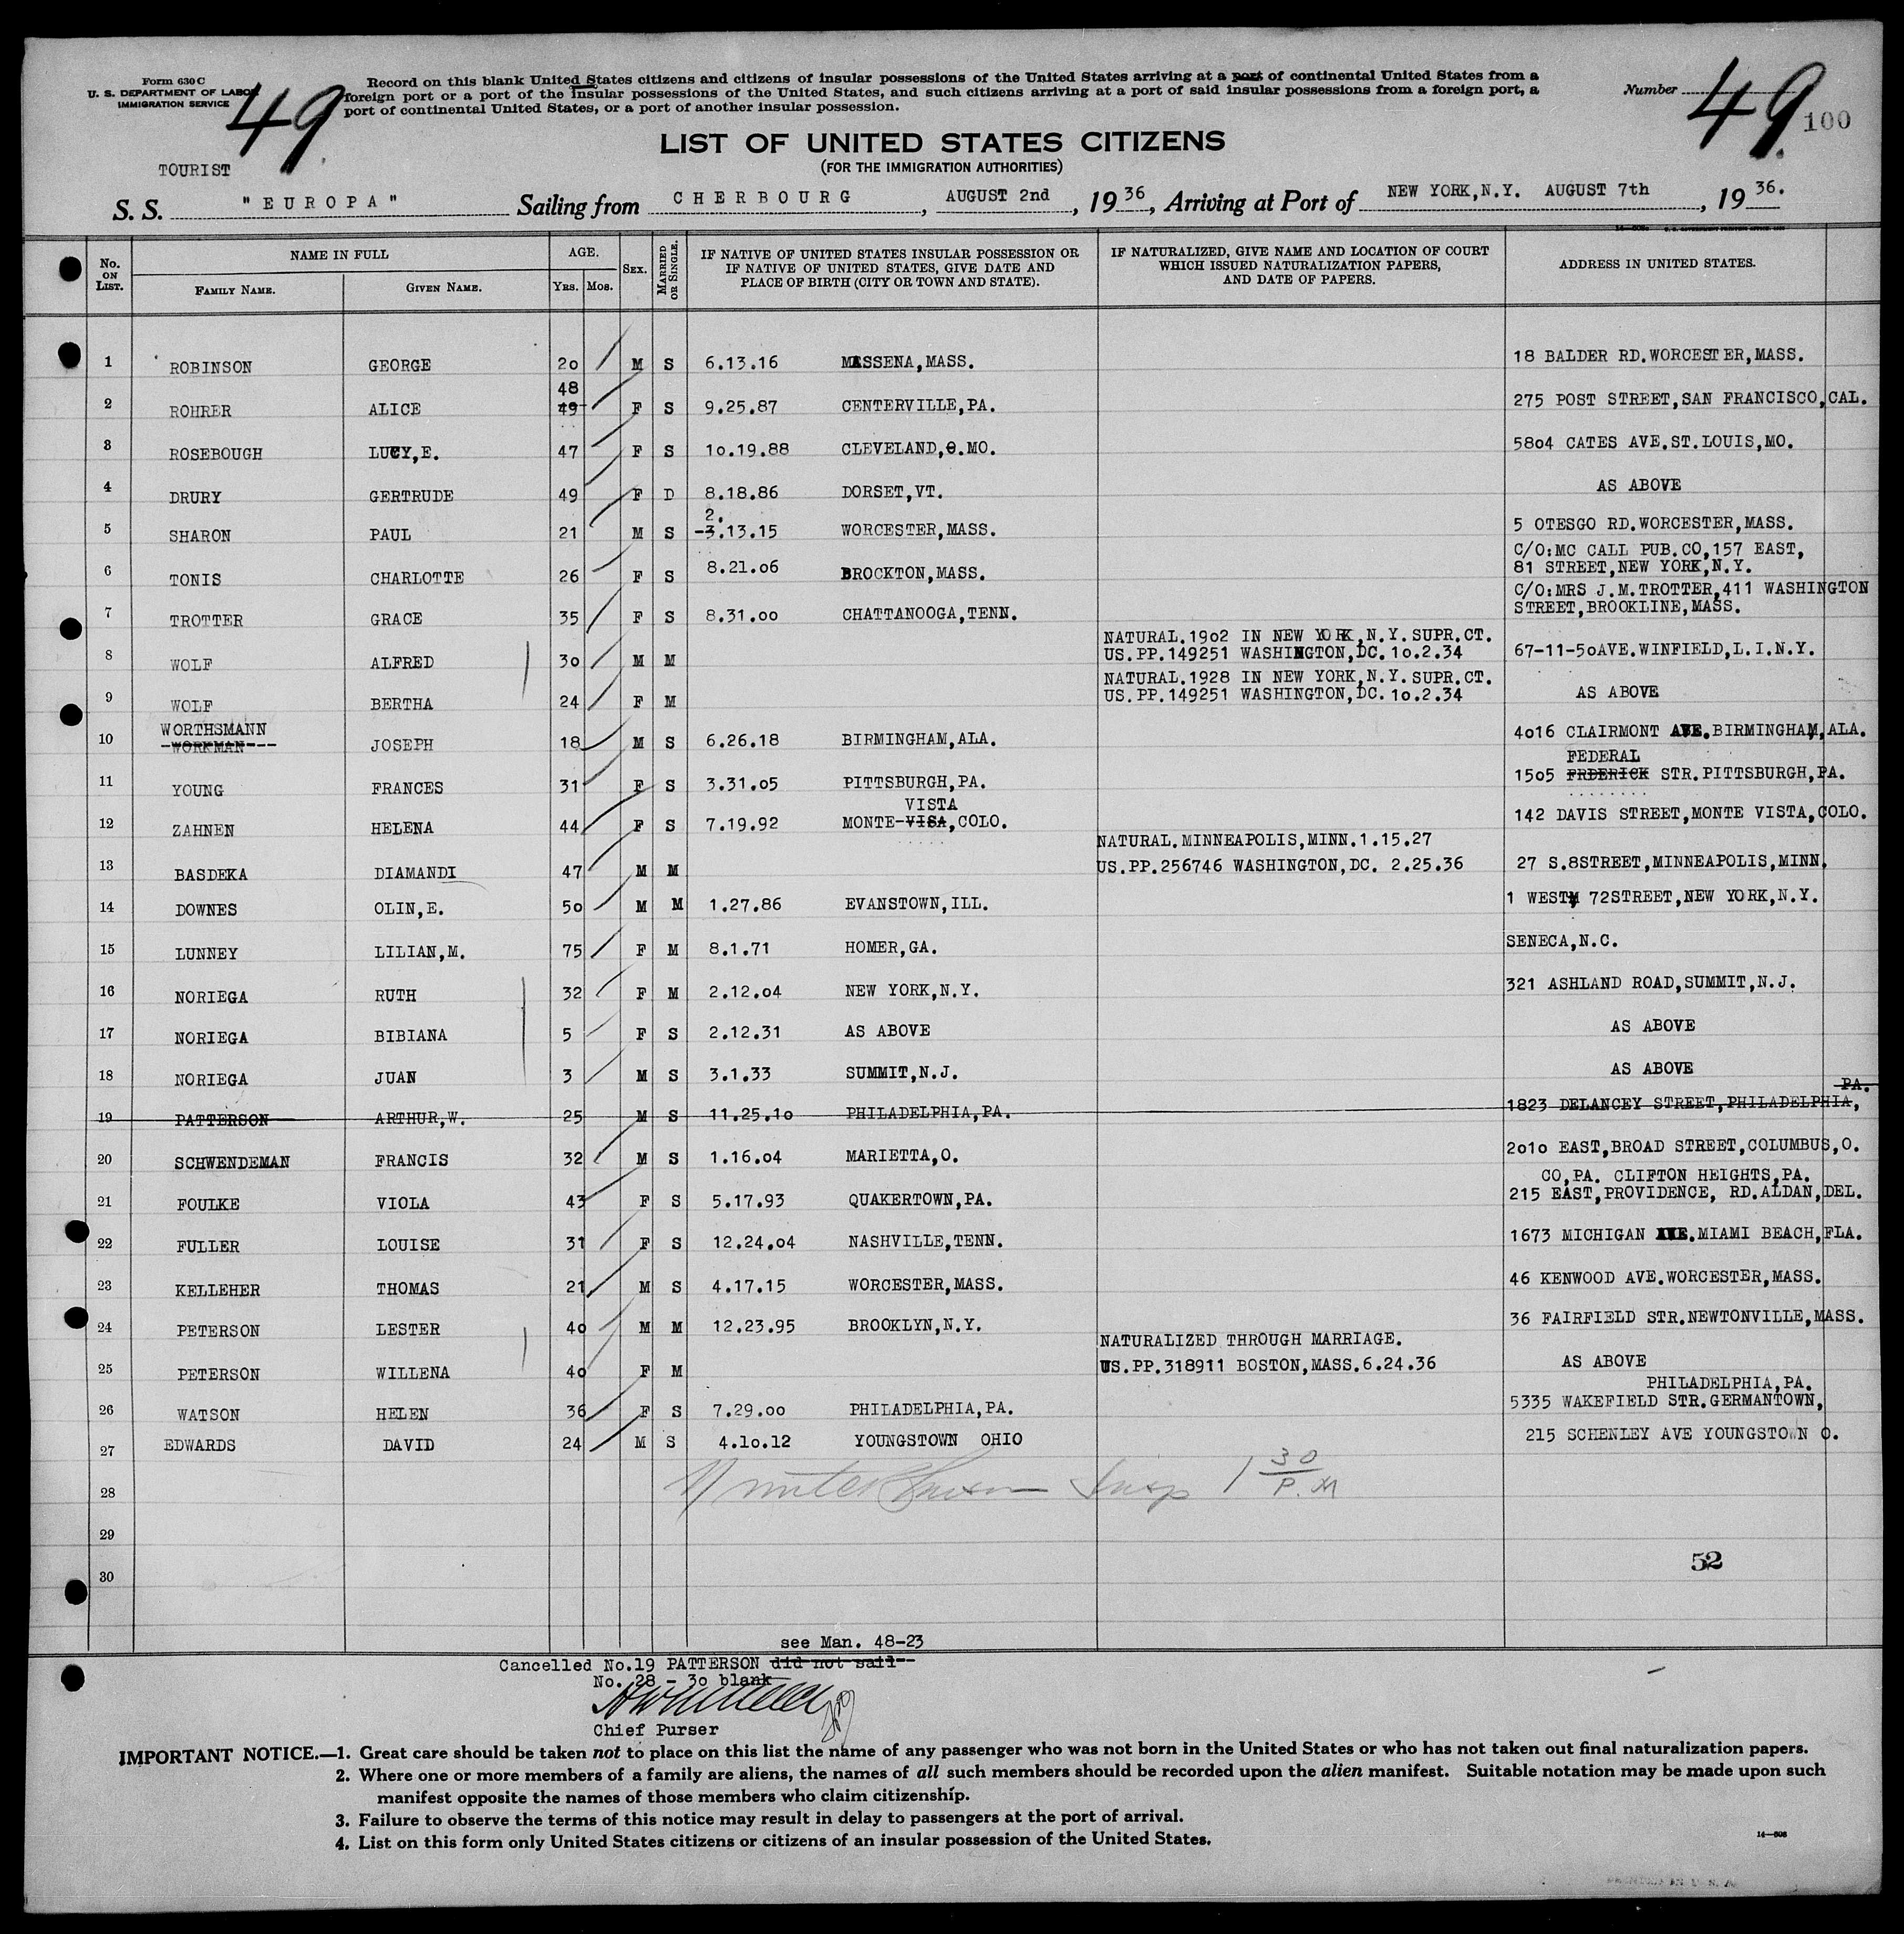 Form 630 C
U. S. DEPARTMENT OF LABOR
IMMIGRATION SERVICE
49
Record on this blank United States citizens and citizens of insular possessions of the United States arriving at a port of continental United States from a
foreign port or a port of the insular possessions of the United States, and such citizens arriving at a port of said insular possessions from a foreign port, a
port of continental United States, or a port of another insular possession.
Number 49
100
LIST OF UNITED STATES CITIZENS
(FOR THE IMMIGRATION AUTHORITIES)
TOURIST
S. S. "EUROPA" Sailing from CHERBOURG, AUGUST 2nd, 1936, Arriving at Port of NEW YORK,N.Y. AUGUST 7th, 1936.
No. ON LIST. NAME IN FULL FAMILY NAME. GIVEN NAME. AGE. YRS. MOS. SEX. MARRIED OR SINGLE. IF NATIVE OF UNITED STATES INSULAR POSSESSION OR IF NATIVE OF UNITED STATES, GIVE DATE AND PLACE OF BIRTH (CITY OR TOWN AND STATE). IF NATURALIZED, GIVE NAME AND LOCATION OF COURT WHICH ISSUED NATURALIZATION PAPERS, AND DATE OF PAPERS. ADDRESS IN UNITED STATES.
1 ROBINSON GEORGE 20 M S 6.13.16 MASSENA,MASS. 18 BALDER RD.WORCESTER,MASS.
48
2 ROHRER ALICE 49 F S 9.25.87 CENTERVILLE,PA. 275 POST STREET,SAN FRANCISCO,CAL.
3 ROSEBOUGH LUCY,E. 47 F S 10.19.88 CLEVELAND,O.MO. 5804 CATES AVE.ST.LOUIS,MO.
4 DRURY GERTRUDE 49 F D 8.18.86 DORSET,VT. AS ABOVE
2.
5 SHARON PAUL 21 M S -3.13.15 WORCESTER,MASS. 5 OTESGO RD.WORCESTER,MASS.
C/O:MC CALL PUB.CO,157 EAST,
6 TONIS CHARLOTTE 26 F S 8.21.06 BROCKTON,MASS. 81 STREET,NEW YORK,N.Y.
C/O:MRS J.M.TROTTER,411 WASHINGTON
7 TROTTER GRACE 35 F S 8.31.00 CHATTANOOGA,TENN. STREET,BROOKLINE,MASS.
NATURAL.1902 IN NEW YORK,N.Y.SUPR.CT.
8 WOLF ALFRED 30 M M US.PP.149251 WASHINGTON,DC.10.2.34 67-11-50AVE.WINFIELD,L.I.N.Y.
NATURAL.1928 IN NEW YORK,N.Y.SUPR.CT.
9 WOLF BERTHA 24 F M US.PP.149251 WASHINGTON,DC.10.2.34 AS ABOVE
WORTHSMANN
10 -WORKMAN--- JOSEPH 18 M S 6.26.18 BIRMINGHAM,ALA. 4016 CLAIRMONT AVE.BIRMINGHAM,ALA.
FEDERAL
11 YOUNG FRANCES 31 F S 3.31.05 PITTSBURGH,PA. 1505 FRDERICK STR.PITTSBURGH,PA.
VISTA
12 ZAHNEN HELENA 44 F S 7.19.92 MONTE-VISA,COLO. 142 DAVIS STREET,MONTE VISTA,COLO.
NATURAL.MINNEAPOLIS,MINN.1.15.27
13 BASDEKA DIAMANDI 47 M M US.PP.256746 WASHINGTON,DC. 2.25.36 27 S.8STREET,MINNEAPOLIS,MINN.
14 DOWNES OLIN,E. 50 M M 1.27.86 EVANSTOWN,ILL. 1 WEST, 72STREET,NEW YORK,N.Y.
15 LUNNEY LILIAN,M. 75 F M 8.1.71 HOMER,GA. SENECA,N.C.
16 NORIEGA RUTH 32 F M 2.12.04 NEW YORK,N.Y. 321 ASHLAND ROAD,SUMMIT,N.J.
17 NORIEGA BIBIANA 5 F S 2.12.31 AS ABOVE AS ABOVE
18 NORIEGA JUAN 3 M S 3.1.33 SUMMIT,N.J. AS ABOVE
PA.
19 PATTERSON ARTHUR,W. 25 M S 11.25.10 PHILADELPHIA,PA. 1823 DELANCEY STREET,PHILADELPHIA,
20 SCHWENDEMAN FRANCIS 32 M S 1.16.04 MARIETTA,O. 2010 EAST,BROAD STREET,COLUMBUS,O.
CO,PA. CLIFTON HEIGHTS,PA.
21 FOULKE VIOLA 43 F S 5.17.93 QUAKERTOWN,PA. 215 EAST,PROVIDENCE, RD.ALDAN,DEL.
22 FULLER LOUISE 31 F S 12.24.04 NASHVILLE,TENN. 1673 MICHIGAN AVE.MIAMI BEACH,FLA.
23 KELLEHER THOMAS 21 M S 4.17.15 WORCESTER,MASS. 46 KENWOOD AVE.WORCESTER,MASS.
24 PETERSON LESTER 40 M M 12.23.95 BROOKLYN,N.Y. 36 FAIRFIELD STR.NEWTONVILLE,MASS.
NATURALIZED THROUGH MARRIAGE.
25 PETERSON WILLENA 40 F M US.PP.318911 BOSTON,MASS.6.24.36 AS ABOVE
PHILADELPHIA,PA.
26 WATSON HELEN 36 F S 7.29.00 PHILADELPHIA,PA. 5335 WAKEFIELD STR.GERMANTOWN,
27 EDWARDS DAVID 24 M S 4.10.12 YOUNGSTOWN OHIO 215 SCHENLEY AVE YOUNGSTOWN O.
28 Insp 1 30 P.M
29
30 52
see Man. 48-23
Cancelled No.19 PATTERSON did not sail--
No. 28 - 30 blank
Chief Purser
IMPORTANT NOTICE.—1. Great care should be taken not to place on this list the name of any passenger who was not born in the United States or who has not taken out final naturalization papers.
2. Where one or more members of a family are aliens, the names of all such members should be recorded upon the alien manifest. Suitable notation may be made upon such
manifest opposite the names of those members who claim citizenship.
3. Failure to observe the terms of this notice may result in delay to passengers at the port of arrival.
4. List on this form only United States citizens or citizens of an insular possession of the United States.